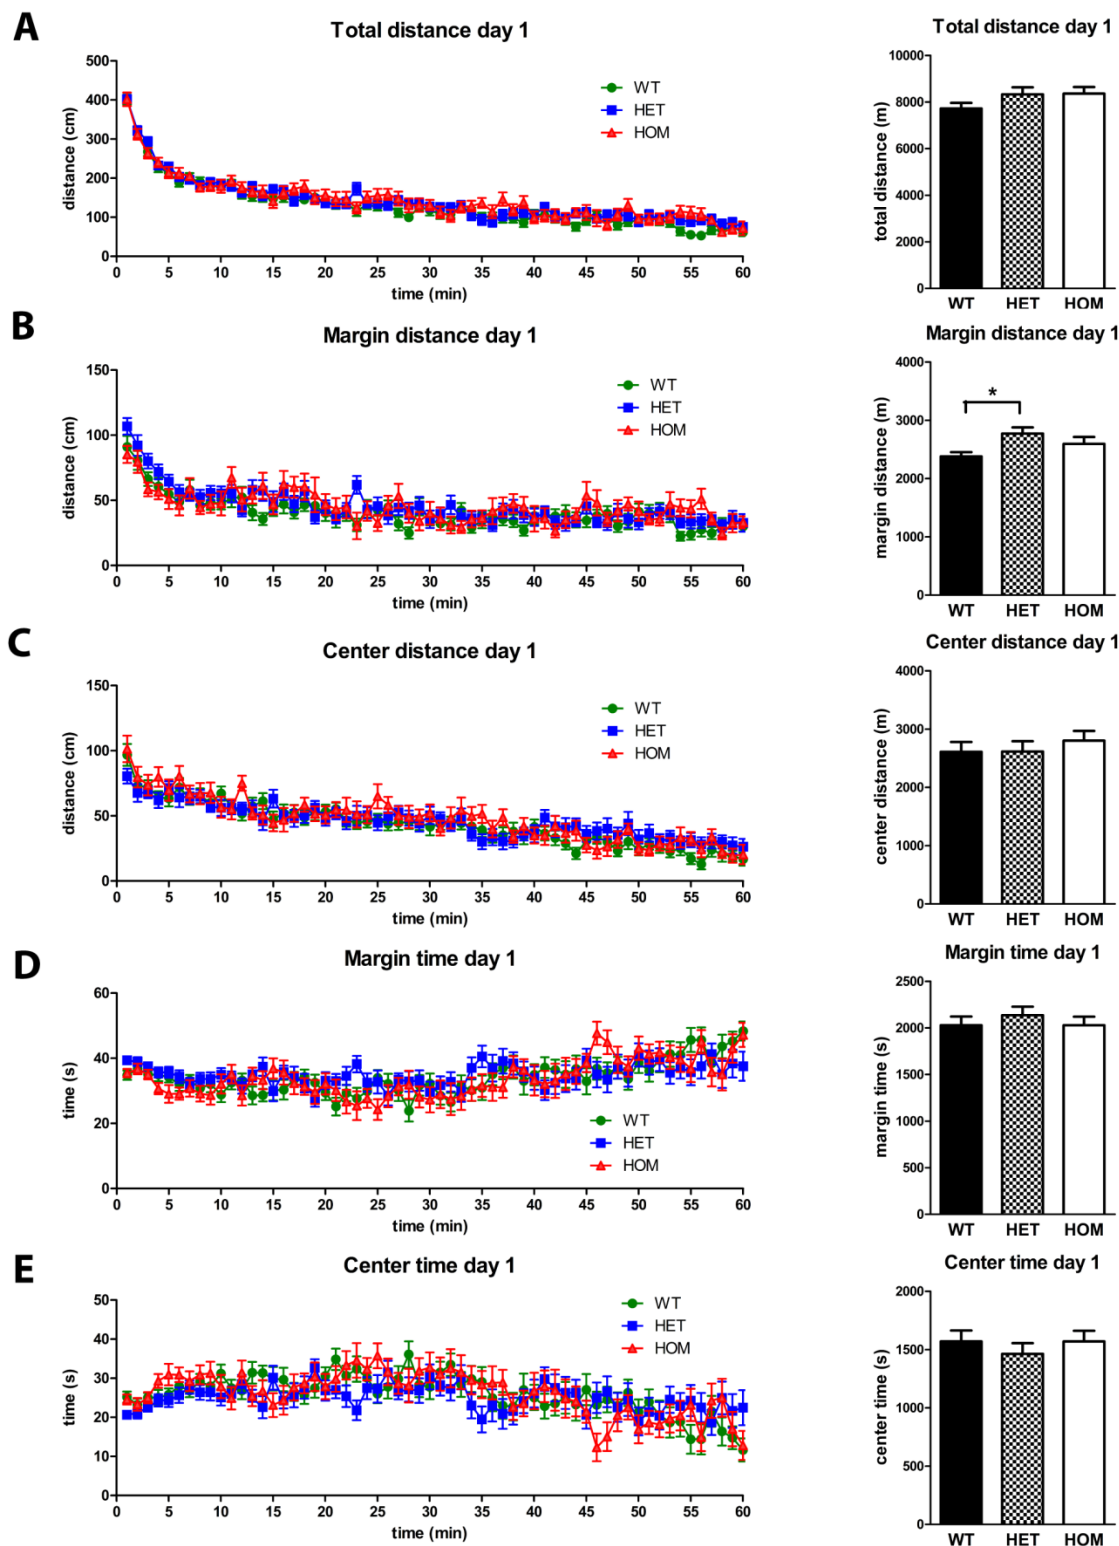 A
Total distance day 1
500
400
300
200
100
0
distance (cm)
WT
HET
HOM
0 5 10 15 20 25 30 35 40 45 50 55 60
time (min)
Total distance day 1
10000
8000
6000
4000
2000
0
total distance (m)
WT HET HOM
B
Margin distance day 1
150
100
50
0
distance (cm)
WT
HET
HOM
0 5 10 15 20 25 30 35 40 45 50 55 60
time (min)
Margin distance day 1
4000
3000
2000
1000
0
margin distance (m)
*
WT HET HOM
C
Center distance day 1
150
100
50
0
distance (cm)
WT
HET
HOM
0 5 10 15 20 25 30 35 40 45 50 55 60
time (min)
Center distance day 1
4000
3000
2000
1000
0
center distance (m)
WT HET HOM
D
Margin time day 1
60
40
20
0
time (s)
WT
HET
HOM
0 5 10 15 20 25 30 35 40 45 50 55 60
time (min)
Margin time day 1
2500
2000
1500
1000
500
0
margin time (s)
WT HET HOM
E
Center time day 1
50
40
30
20
10
0
time (s)
WT
HET
HOM
0 5 10 15 20 25 30 35 40 45 50 55 60
time (min)
Center time day 1
2000
1500
1000
500
0
center time (s)
WT HET HOM